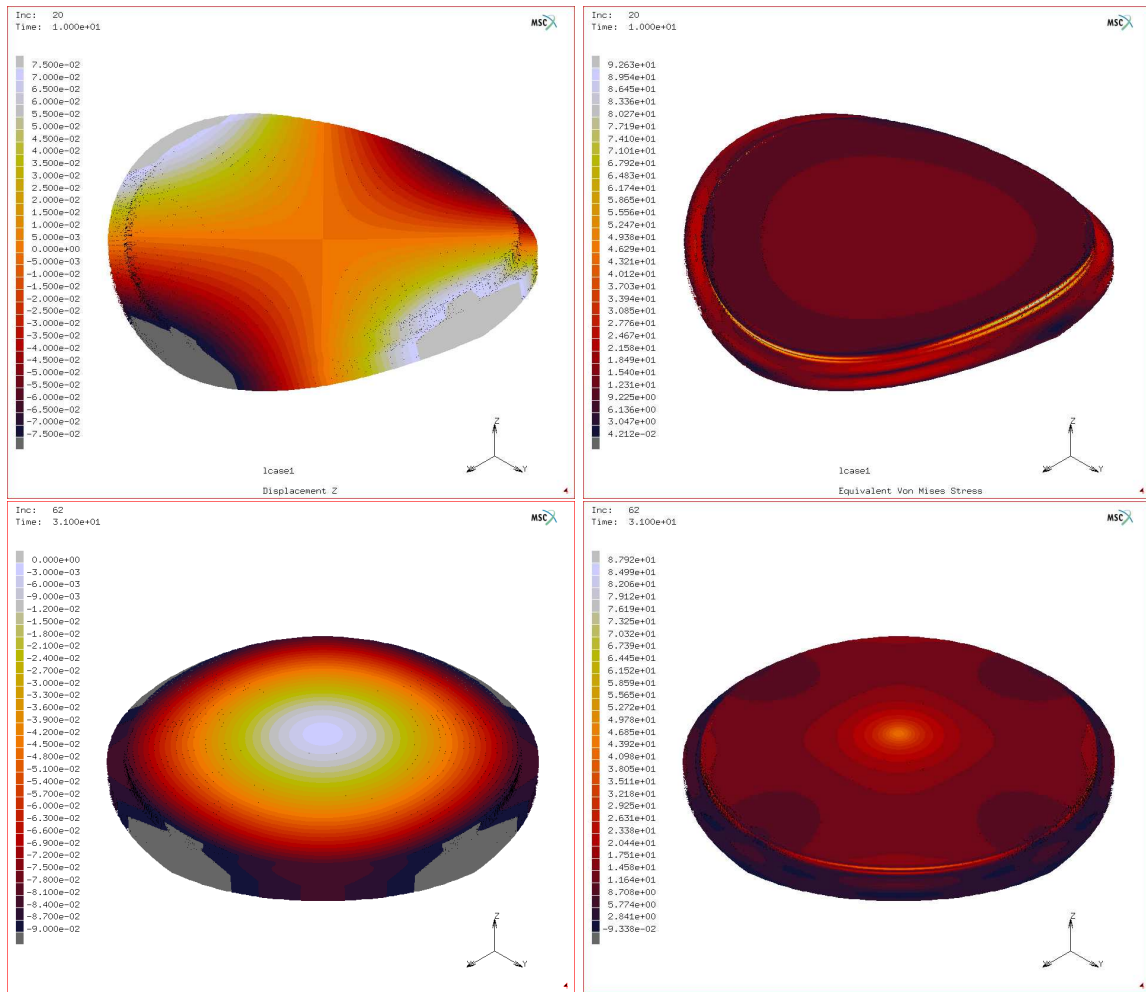 Inc: 20
Time: 1.000e+01
MSC
7.500e-02
7.000e-02
6.500e-02
6.000e-02
5.500e-02
5.000e-02
4.500e-02
4.000e-02
3.500e-02
3.000e-02
2.500e-02
2.000e-02
1.500e-02
1.000e-02
5.000e-03
0.000e+00
-5.000e-03
-1.000e-02
-1.500e-02
-2.000e-02
-2.500e-02
-3.000e-02
-3.500e-02
-4.000e-02
-4.500e-02
-5.000e-02
-5.500e-02
-6.000e-02
-6.500e-02
-7.000e-02
-7.500e-02
Z
X Y
lcase1
Displacement Z
Inc: 20
Time: 1.000e+01
MSC
9.263e+01
8.954e+01
8.645e+01
8.336e+01
8.027e+01
7.719e+01
7.410e+01
7.101e+01
6.792e+01
6.483e+01
6.174e+01
5.865e+01
5.556e+01
5.247e+01
4.938e+01
4.629e+01
4.321e+01
4.012e+01
3.703e+01
3.394e+01
3.085e+01
2.776e+01
2.467e+01
2.158e+01
1.849e+01
1.540e+01
1.231e+01
9.225e+00
6.136e+00
3.047e+00
4.212e-02
Z
X Y
lcase1
Equivalent Von Mises Stress
Inc: 62
Time: 3.100e+01
MSC
0.000e+00
-3.000e-03
-6.000e-03
-9.000e-03
-1.200e-02
-1.500e-02
-1.800e-02
-2.100e-02
-2.400e-02
-2.700e-02
-3.000e-02
-3.300e-02
-3.600e-02
-3.900e-02
-4.200e-02
-4.500e-02
-4.800e-02
-5.100e-02
-5.400e-02
-5.700e-02
-6.000e-02
-6.300e-02
-6.600e-02
-6.900e-02
-7.200e-02
-7.500e-02
-7.800e-02
-8.100e-02
-8.400e-02
-8.700e-02
-9.000e-02
Z
X Y
Inc: 62
Time: 3.100e+01
MSC
8.792e+01
8.499e+01
8.206e+01
7.912e+01
7.619e+01
7.325e+01
7.032e+01
6.739e+01
6.445e+01
6.152e+01
5.859e+01
5.565e+01
5.272e+01
4.978e+01
4.685e+01
4.392e+01
4.098e+01
3.805e+01
3.511e+01
3.218e+01
2.925e+01
2.631e+01
2.338e+01
2.044e+01
1.751e+01
1.458e+01
1.164e+01
8.708e+00
5.774e+00
2.841e+00
-9.338e-02
Z
X Y